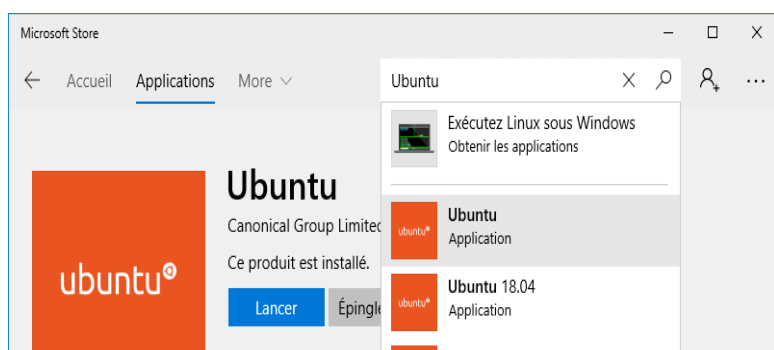 Microsoft Store
Accueil Applications More
Ubuntu
Exécutez Linux sous Windows
Obtenir les applications
Ubuntu
Canonical Group Limited
Ce produit est installé.
Lancer Épingle
ubuntu
ubuntu
Ubuntu
Application
ubuntu
Ubuntu 18.04
Application